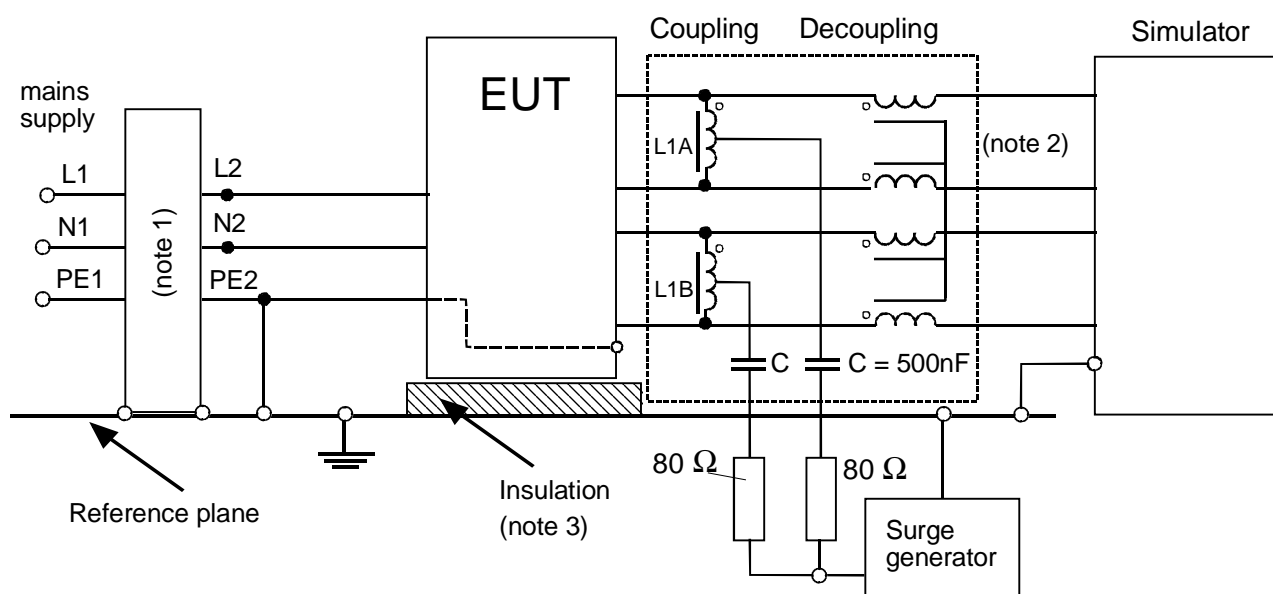 Coupling
Decoupling
Simulator
mains
supply
EUT
L1
L2
N1
N2
PE1
PE2
(note 1)
L1A
L1B
(note 2)
C
C = 500nF
80 Ω
80 Ω
Reference plane
Insulation
(note 3)
Surge
generator